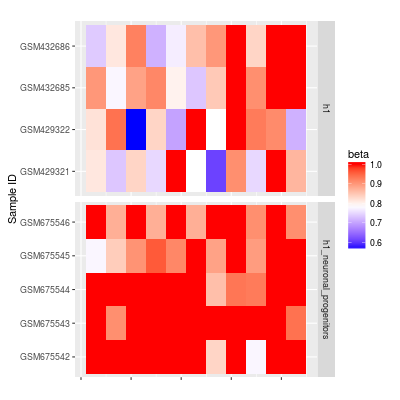 Sample ID
GSM432686
GSM432685
GSM429322
GSM429321
h1
GSM675546
GSM675545
GSM675544
GSM675543
GSM675542
h1_neuronal_progenitors
beta
1.0
0.9
0.8
0.7
0.6